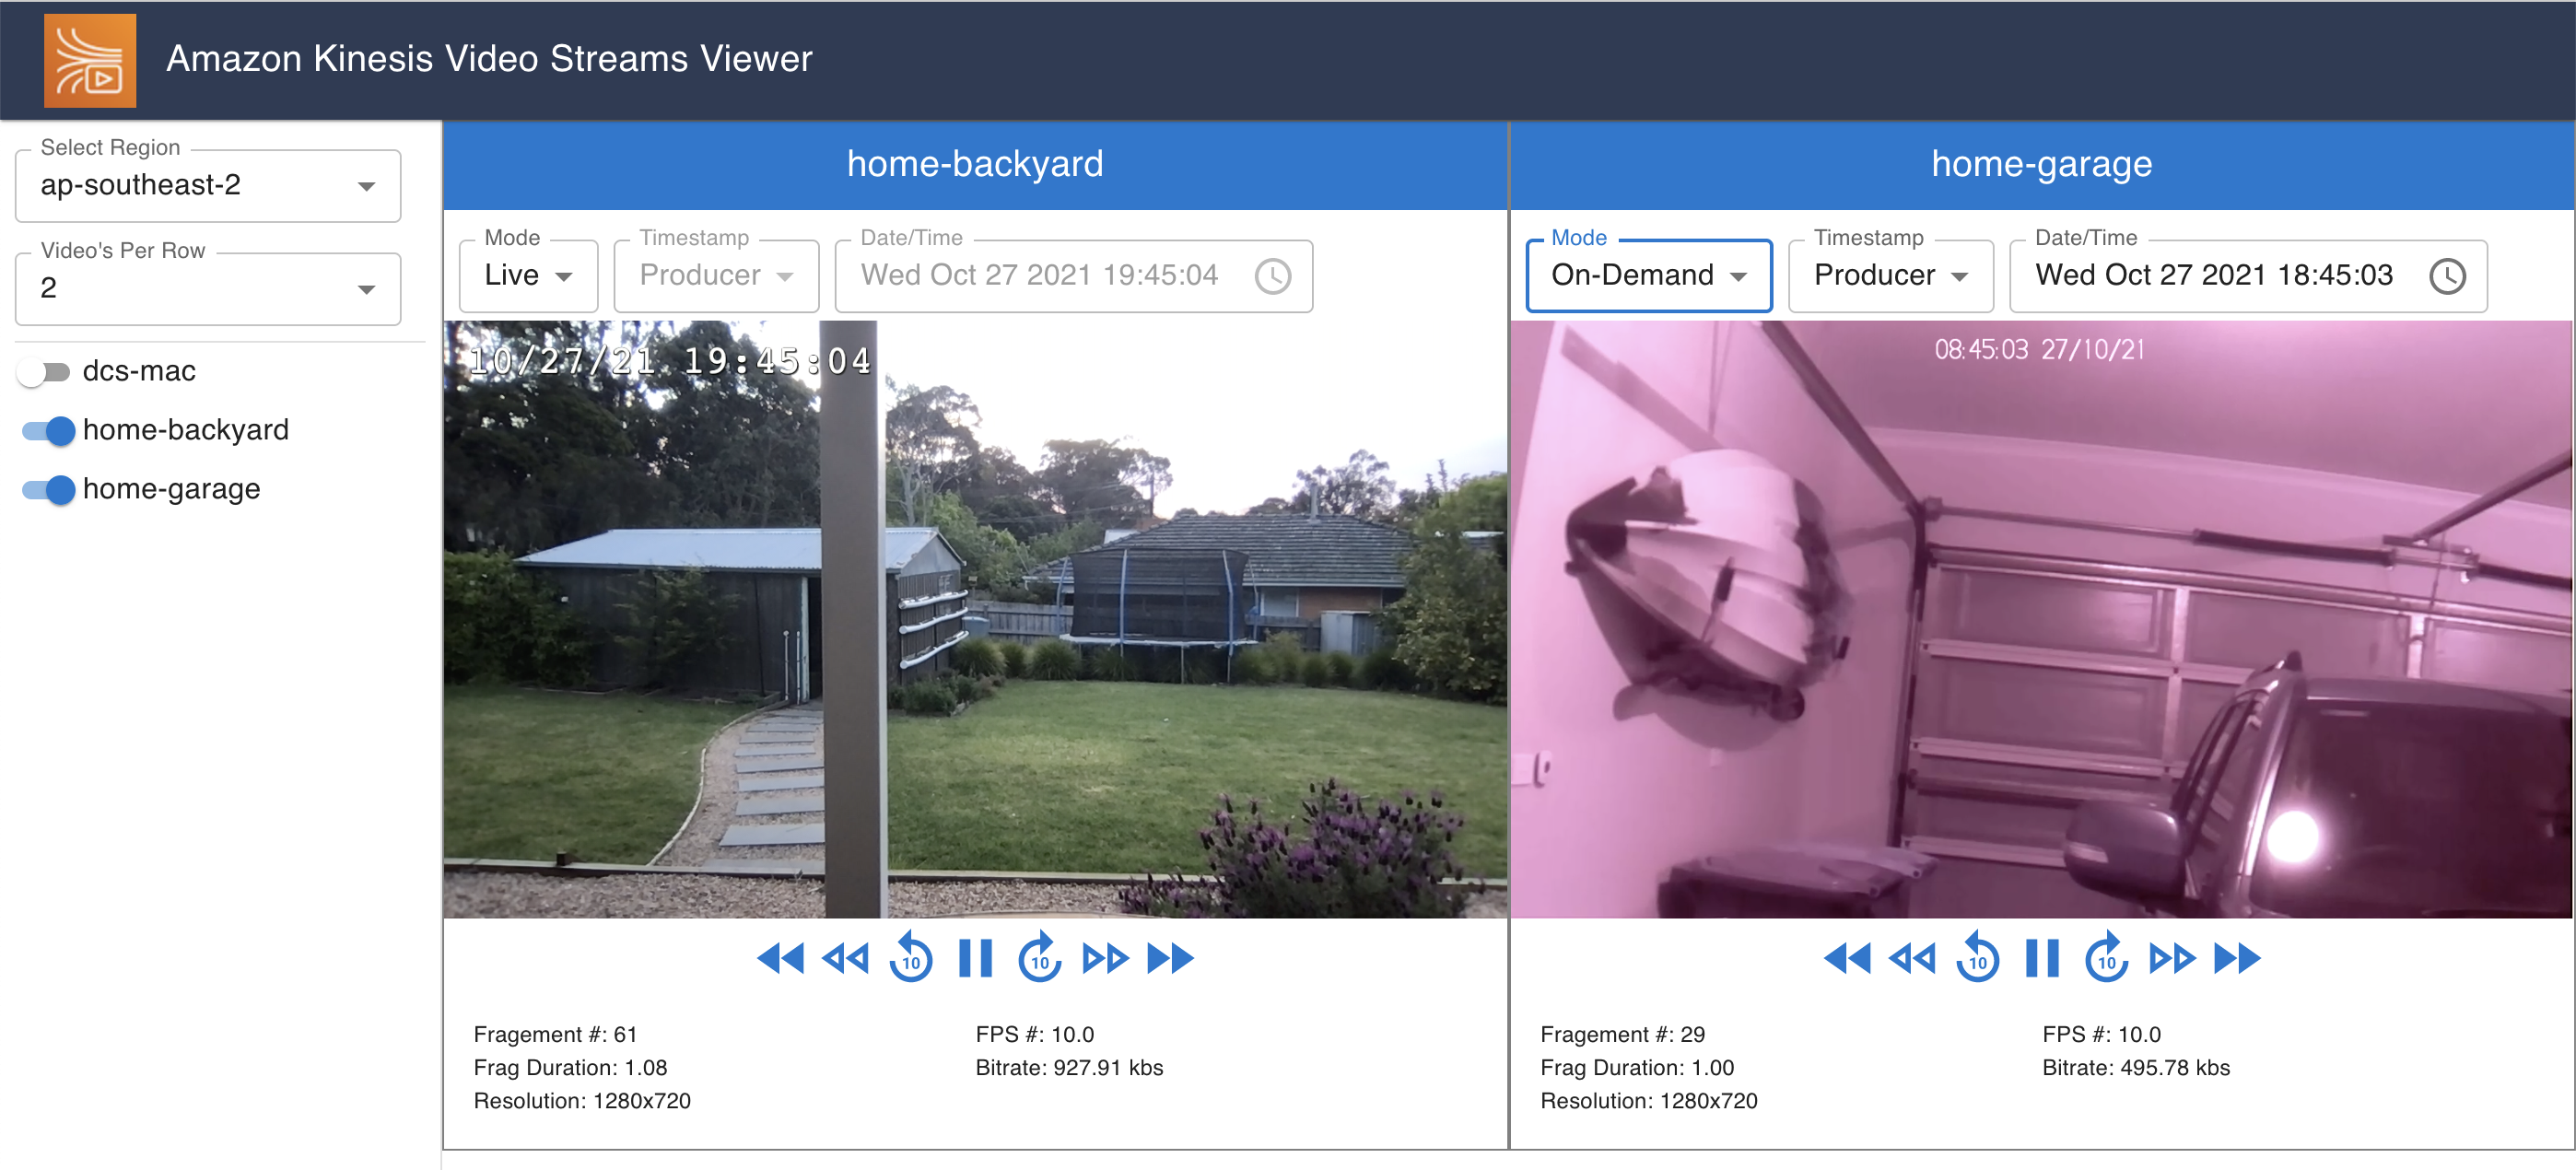 Amazon Kinesis Video Streams Viewer
Select Region
ap-southeast-2
Video's Per Row
2
dcs-mac
home-backyard
home-garage
home-backyard
Mode
Live
Timestamp
Producer
Date/Time
Wed Oct 27 2021 19:45:04
10/27/21 19:45:04
10
10
Fragement #: 61
Frag Duration: 1.08
Resolution: 1280x720
FPS #: 10.0
Bitrate: 927.91 kbs
home-garage
Mode
On-Demand
Timestamp
Producer
Date/Time
Wed Oct 27 2021 18:45:03
08:45:03 27/10/21
10
10
Fragement #: 29
Frag Duration: 1.00
Resolution: 1280x720
FPS #: 10.0
Bitrate: 495.78 kbs